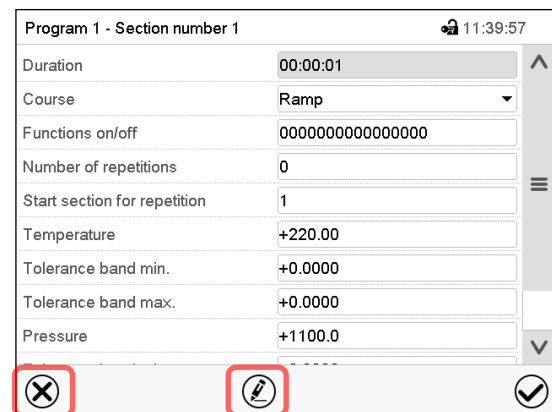 Program 1 - Section number 1 11:39:57
Duration 00:00:01
Course Ramp
Functions on/off 0000000000000000
Number of repetitions 0
Start section for repetition 1
Temperature +220.00
Tolerance band min. +0.0000
Tolerance band max. +0.0000
Pressure +1100.0